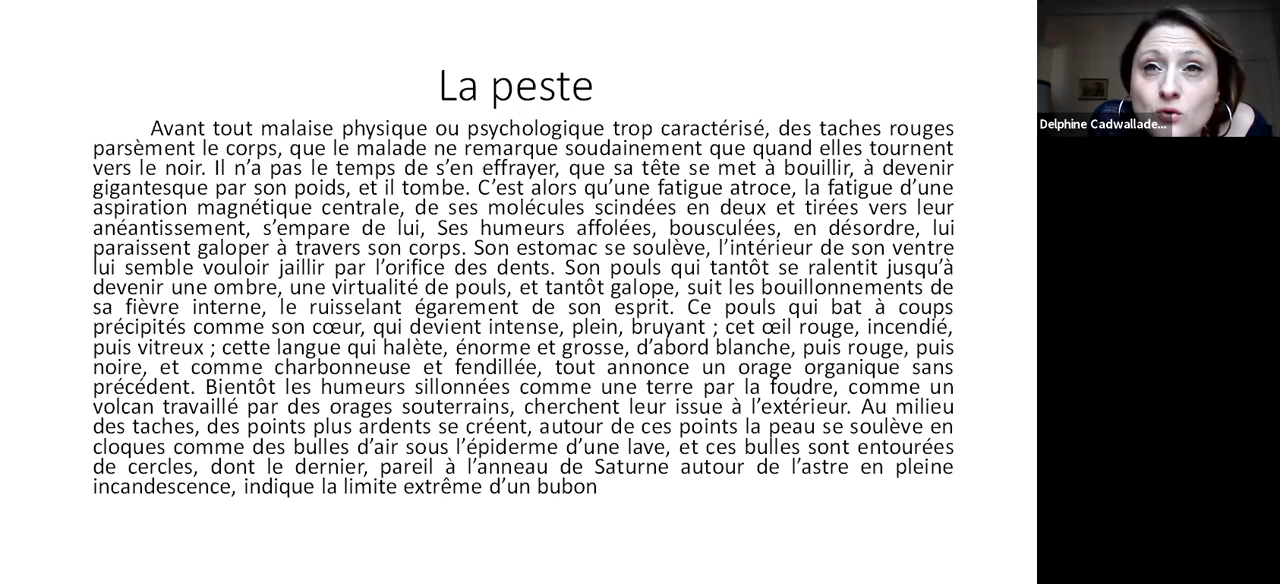 La peste
Avant tout malaise physique ou psychologique trop caractérisé, des taches rouges
parsèment le corps, que le malade ne remarque soudainement que quand elles tournent
vers le noir. Il n’a pas le temps de s’en effrayer, que sa tête se met à bouillir, à devenir
gigantesque par son poids, et il tombe. C’est alors qu’une fatigue atroce, la fatigue d’une
aspiration magnétique centrale, de ses molécules scindées en deux et tirées vers leur
anéantissement, s’empare de lui, Ses humeurs affolées, bousculées, en désordre, lui
paraissent galoper à travers son corps. Son estomac se soulève, l’intérieur de son ventre
lui semble vouloir jaillir par l’orifice des dents. Son pouls qui tantôt se ralentit jusqu’à
devenir une ombre, une virtualité de pouls, et tantôt galope, suit les bouillonnements de
sa fièvre interne, le ruisselant égarement de son esprit. Ce pouls qui bat à coups
précipités comme son cœur, qui devient intense, plein, bruyant ; cet œil rouge, incendié,
puis vitreux ; cette langue qui halète, énorme et grosse, d’abord blanche, puis rouge, puis
noire, et comme charbonneuse et fendillée, tout annonce un orage organique sans
précédent. Bientôt les humeurs sillonnées comme une terre par la foudre, comme un
volcan travaillé par des orages souterrains, cherchent leur issue à l’extérieur. Au milieu
des taches, des points plus ardents se créent, autour de ces points la peau se soulève en
cloques comme des bulles d’air sous l’épiderme d’une lave, et ces bulles sont entourées
de cercles, dont le dernier, pareil à l’anneau de Saturne autour de l’astre en pleine
incandescence, indique la limite extrême d’un bubon
Delphine Cadwallade...